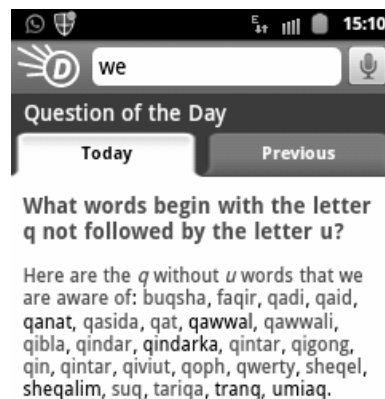 E
15:10
D
we
Question of the Day
Today
Previous
What words begin with the letter
q not followed by the letter u?
Here are the q without u words that we
are aware of: buqsha, faqir, qadi, qaid,
qanat, qasida, qat, qawwal, qawwali,
qibla, qindar, qindarka, qintar, qigong,
qin, qintar, qiviut, qoph, qwerty, sheqel,
sheqalim, suq, tariqa, tranq, umiaq.